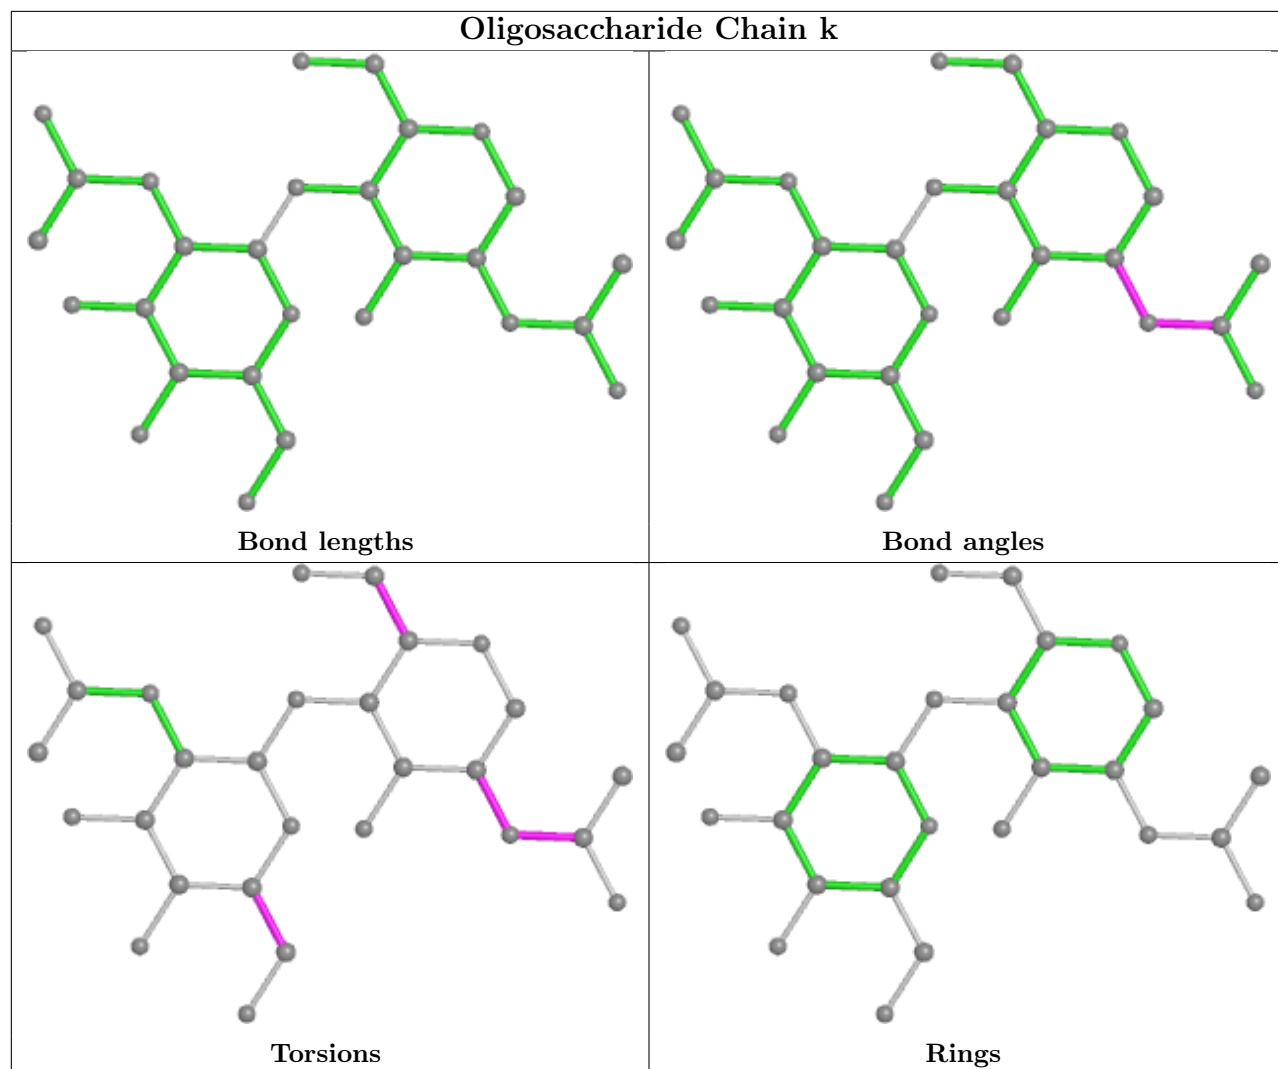 Oligosaccharide Chain k
Bond lengths
Bond angles
Torsions
Rings